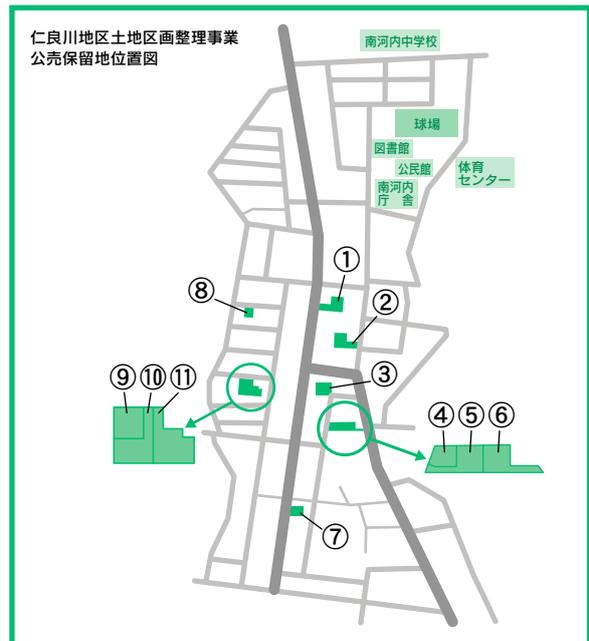 仁良川地区土地区画整理事業
公売保留地位置図
南河内中学校
球場
図書館
公民館
体育
センター
南河内
庁　舎
①
②
⑧
③
⑨⑩⑪
④⑤⑥
⑦